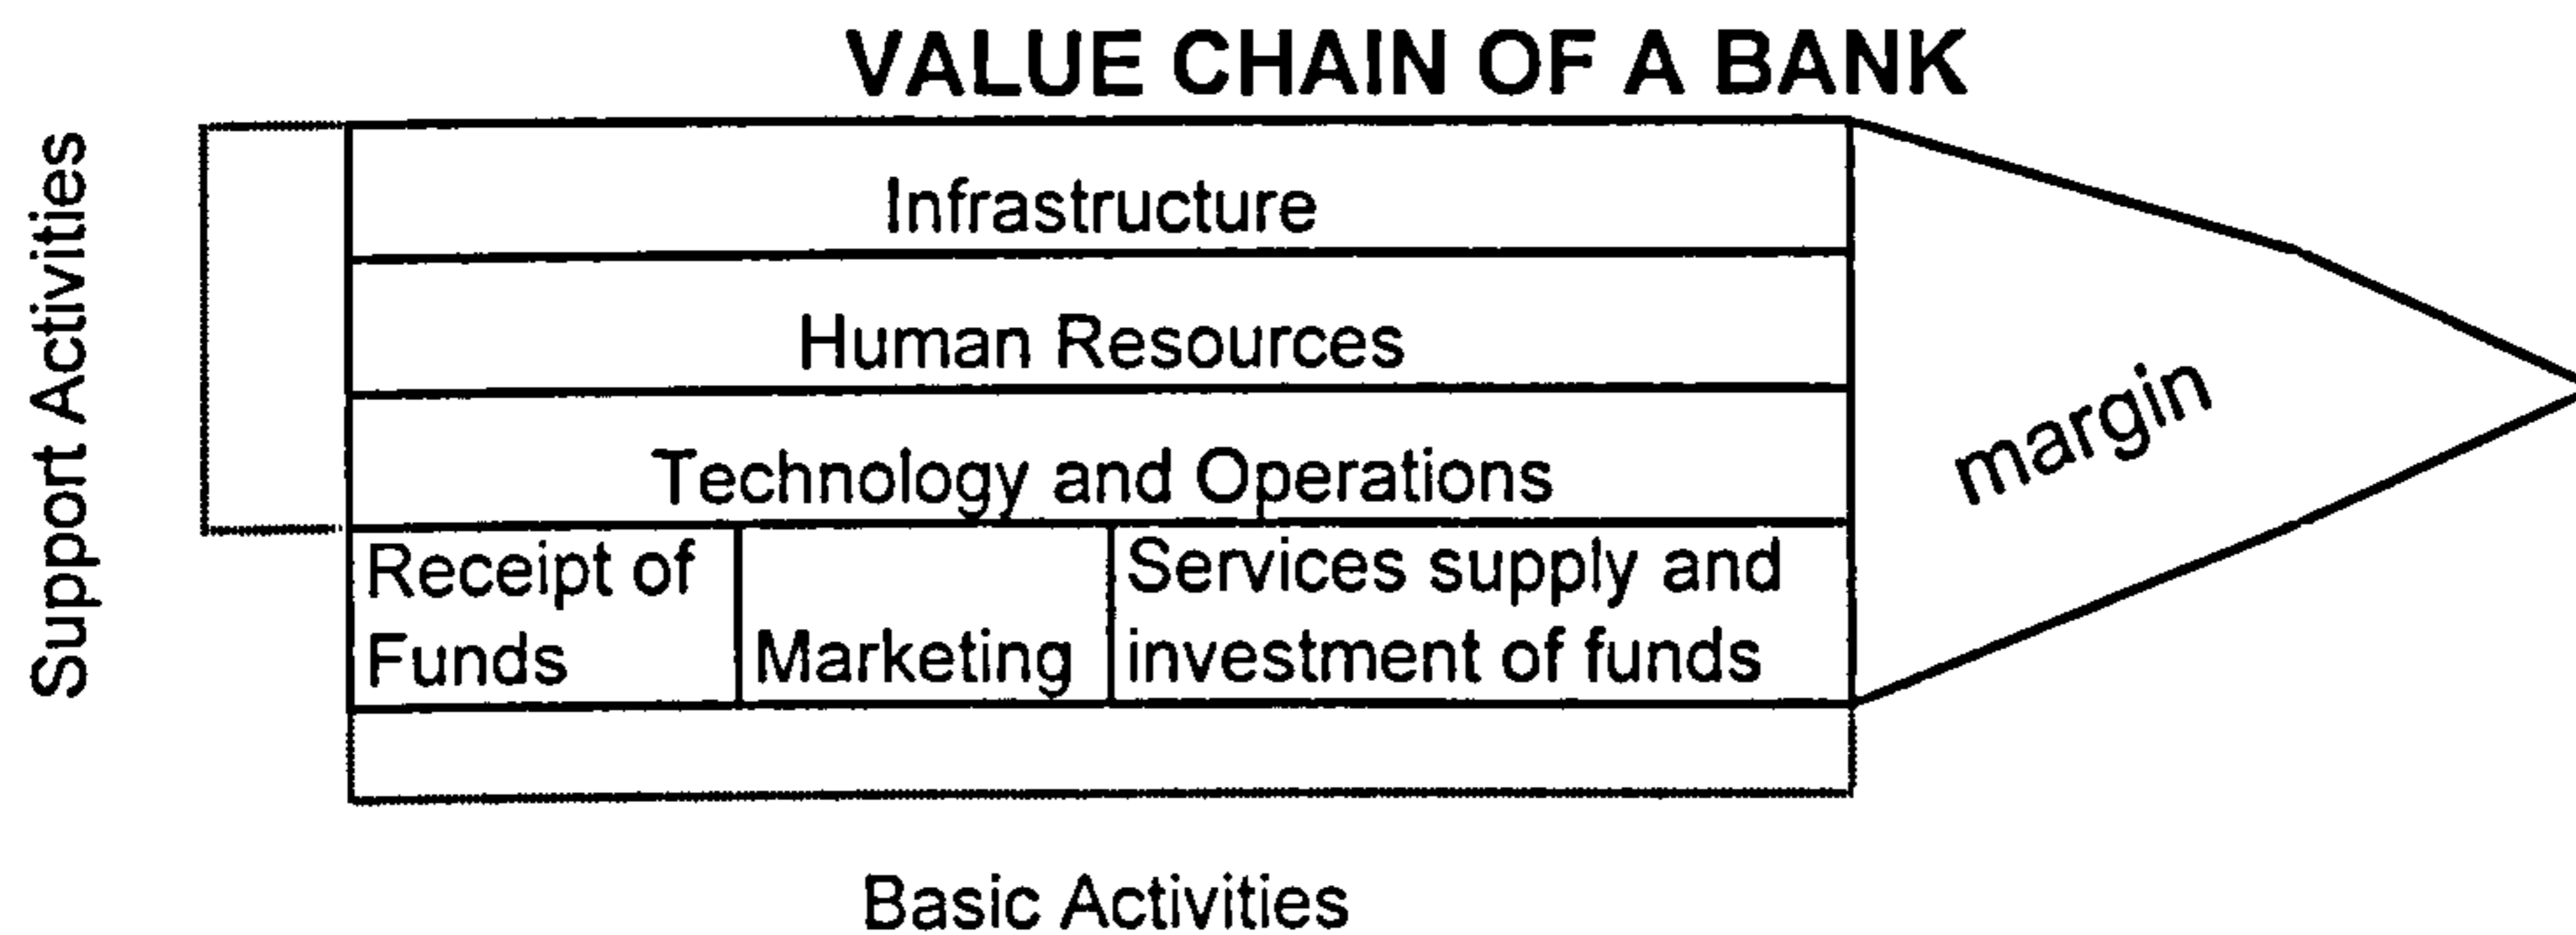 VALUE CHAIN OF A BANK
Support Activities
Infrastructure
Human Resources
Technology and Operations
Receipt of
Funds
Marketing
Services supply and
investment of funds
margin
Basic Activities